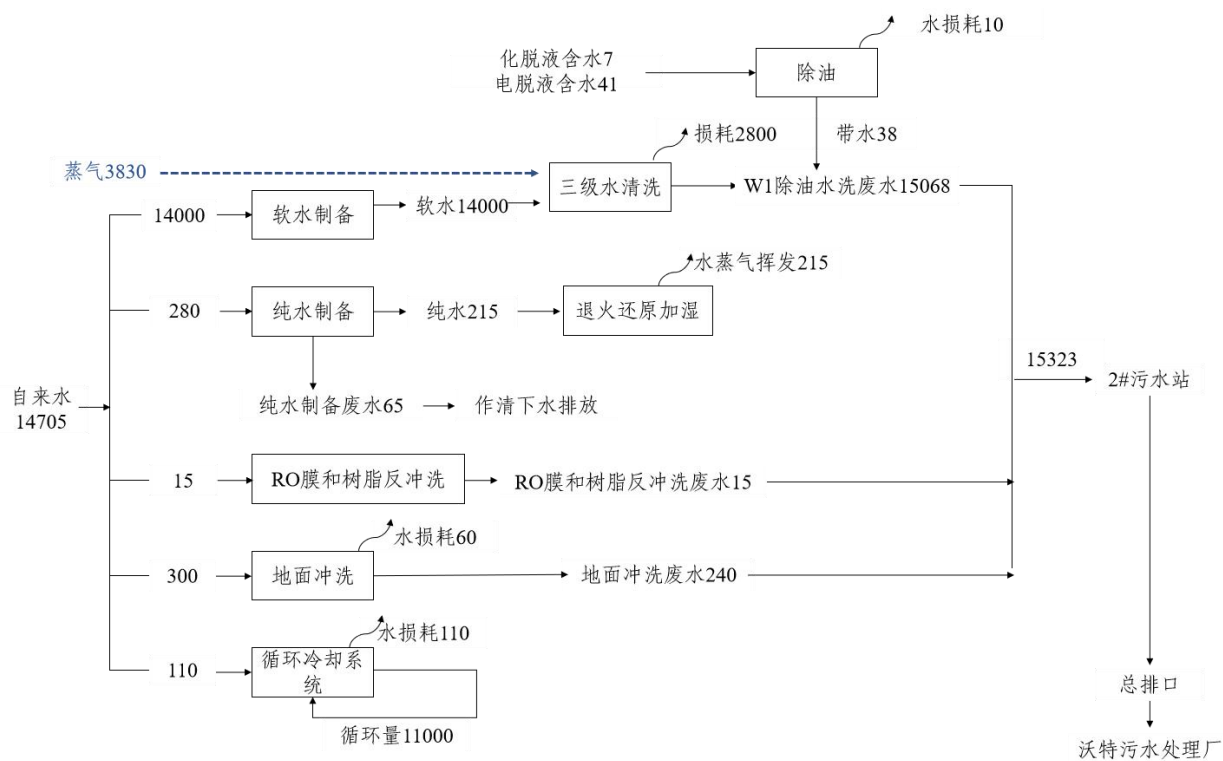 水损耗10
化脱液含水7
电脱液含水41
除油
损耗2800
带水38
蒸气3830
三级水清洗
W1除油水洗废水15068
14000
软水制备
软水14000
水蒸气挥发215
280
纯水制备
纯水215
退火还原加湿
15323
2#污水站
自来水
14705
纯水制备废水65
作清下水排放
15
RO膜和树脂反冲洗
RO膜和树脂反冲洗废水15
水损耗60
300
地面冲洗
地面冲洗废水240
水损耗110
110
循环冷却系
统
循环量11000
总排口
沃特污水处理厂